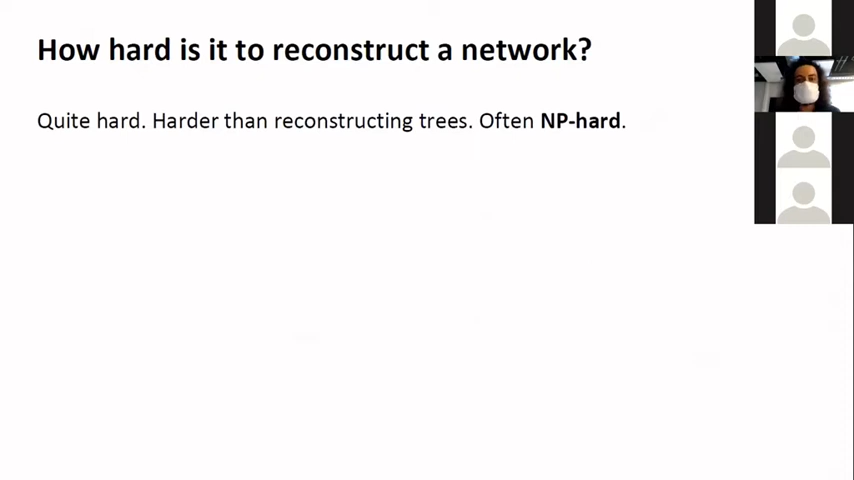 How hard is it to reconstruct a network?
Quite hard. Harder than reconstructing trees. Often NP-hard.